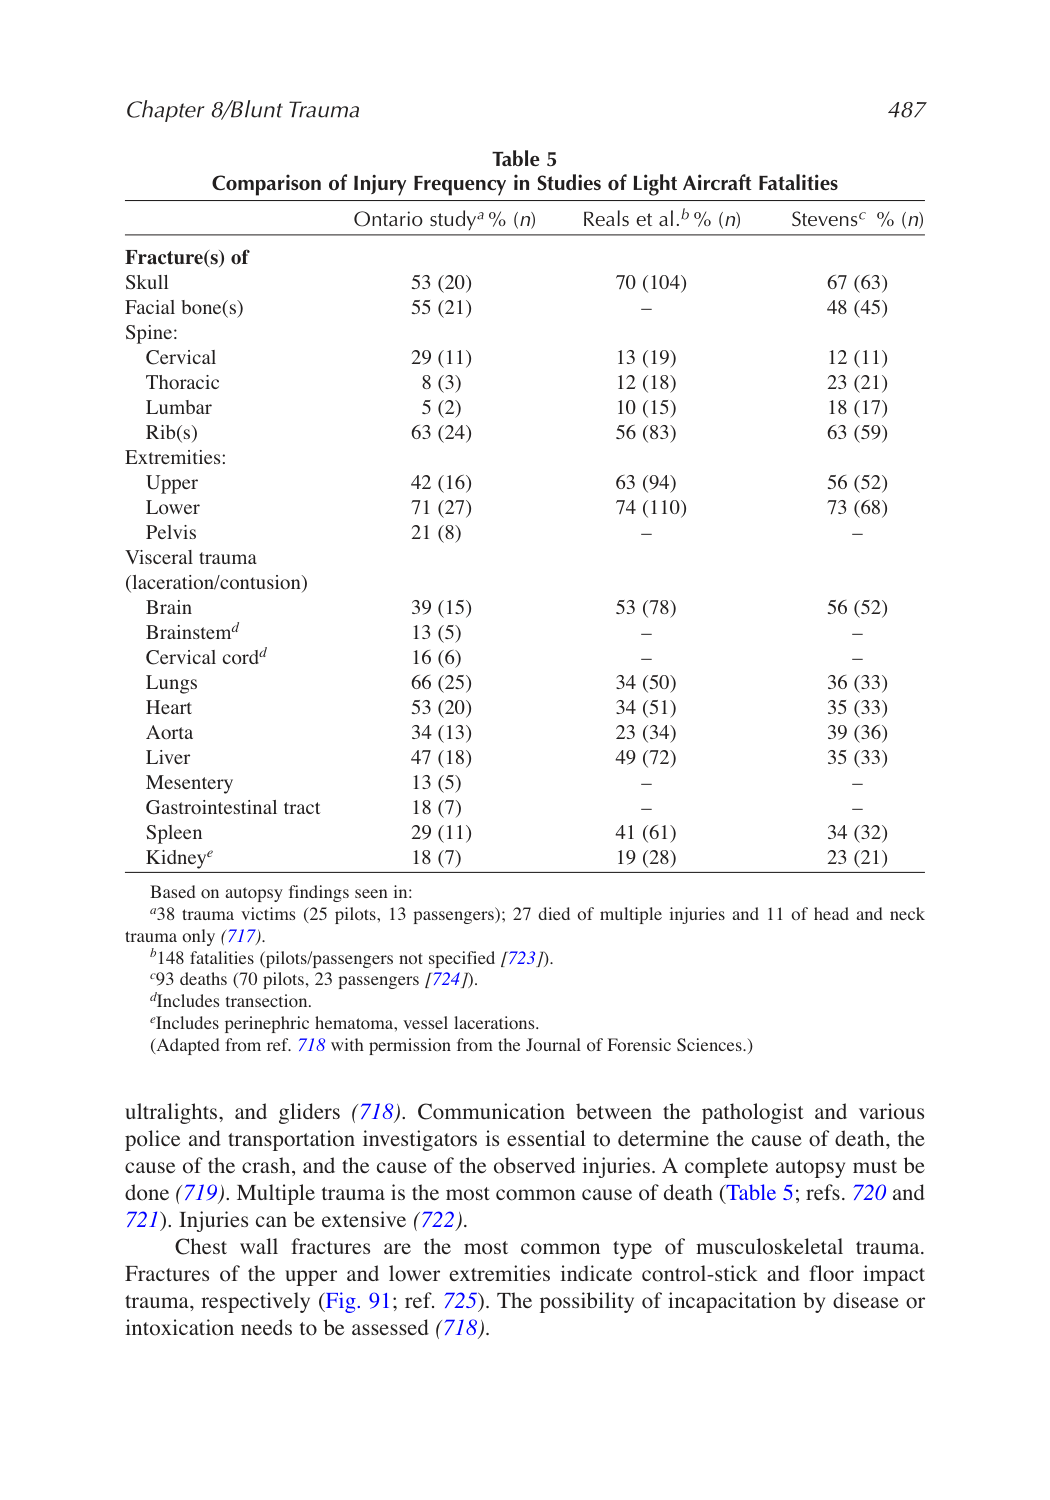 Chapter 8/Blunt Trauma 487
Table 5
Comparison of Injury Frequency in Studies of Light Aircraft Fatalities
Ontario studyᵃ % (n) Reals et al.ᵇ % (n) Stevensᶜ % (n)
Fracture(s) of
Skull 53 (20) 70 (104) 67 (63)
Facial bone(s) 55 (21) – 48 (45)
Spine:
Cervical 29 (11) 13 (19) 12 (11)
Thoracic 8 (3) 12 (18) 23 (21)
Lumbar 5 (2) 10 (15) 18 (17)
Rib(s) 63 (24) 56 (83) 63 (59)
Extremities:
Upper 42 (16) 63 (94) 56 (52)
Lower 71 (27) 74 (110) 73 (68)
Pelvis 21 (8) – –
Visceral trauma
(laceration/contusion)
Brain 39 (15) 53 (78) 56 (52)
Brainstemᵈ 13 (5) – –
Cervical cordᵈ 16 (6) – –
Lungs 66 (25) 34 (50) 36 (33)
Heart 53 (20) 34 (51) 35 (33)
Aorta 34 (13) 23 (34) 39 (36)
Liver 47 (18) 49 (72) 35 (33)
Mesentery 13 (5) – –
Gastrointestinal tract 18 (7) – –
Spleen 29 (11) 41 (61) 34 (32)
Kidneyᵉ 18 (7) 19 (28) 23 (21)
Based on autopsy findings seen in:
ᵃ38 trauma victims (25 pilots, 13 passengers); 27 died of multiple injuries and 11 of head and neck
trauma only (717).
ᵇ148 fatalities (pilots/passengers not specified [723]).
ᶜ93 deaths (70 pilots, 23 passengers [724]).
ᵈIncludes transection.
ᵉIncludes perinephric hematoma, vessel lacerations.
(Adapted from ref. 718 with permission from the Journal of Forensic Sciences.)
ultralights, and gliders (718). Communication between the pathologist and various
police and transportation investigators is essential to determine the cause of death, the
cause of the crash, and the cause of the observed injuries. A complete autopsy must be
done (719). Multiple trauma is the most common cause of death (Table 5; refs. 720 and
721). Injuries can be extensive (722).
Chest wall fractures are the most common type of musculoskeletal trauma.
Fractures of the upper and lower extremities indicate control-stick and floor impact
trauma, respectively (Fig. 91; ref. 725). The possibility of incapacitation by disease or
intoxication needs to be assessed (718).